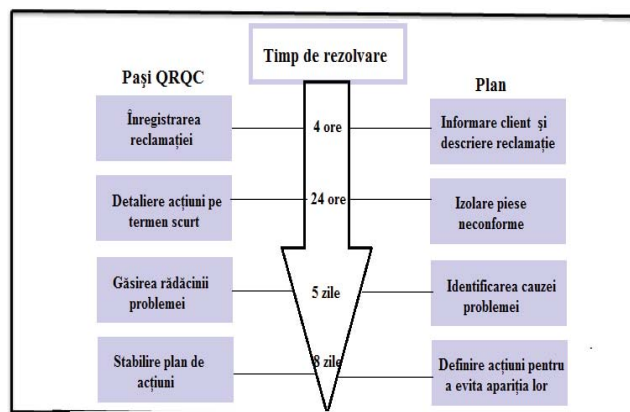 Timp de rezolvare
Pași QRQC
Plan
Înregistrarea
reclamației
4 ore
Informare client și
descriere reclamație
Detaliere acțiuni pe
termen scurt
24 ore
Izolare piese
neconforme
Găsirea rădăcinii
problemei
5 zile
Identificarea cauzei
problemei
Stabilire plan de
acțiuni
8 zile
Definire acțiuni pentru
a evita apariția lor